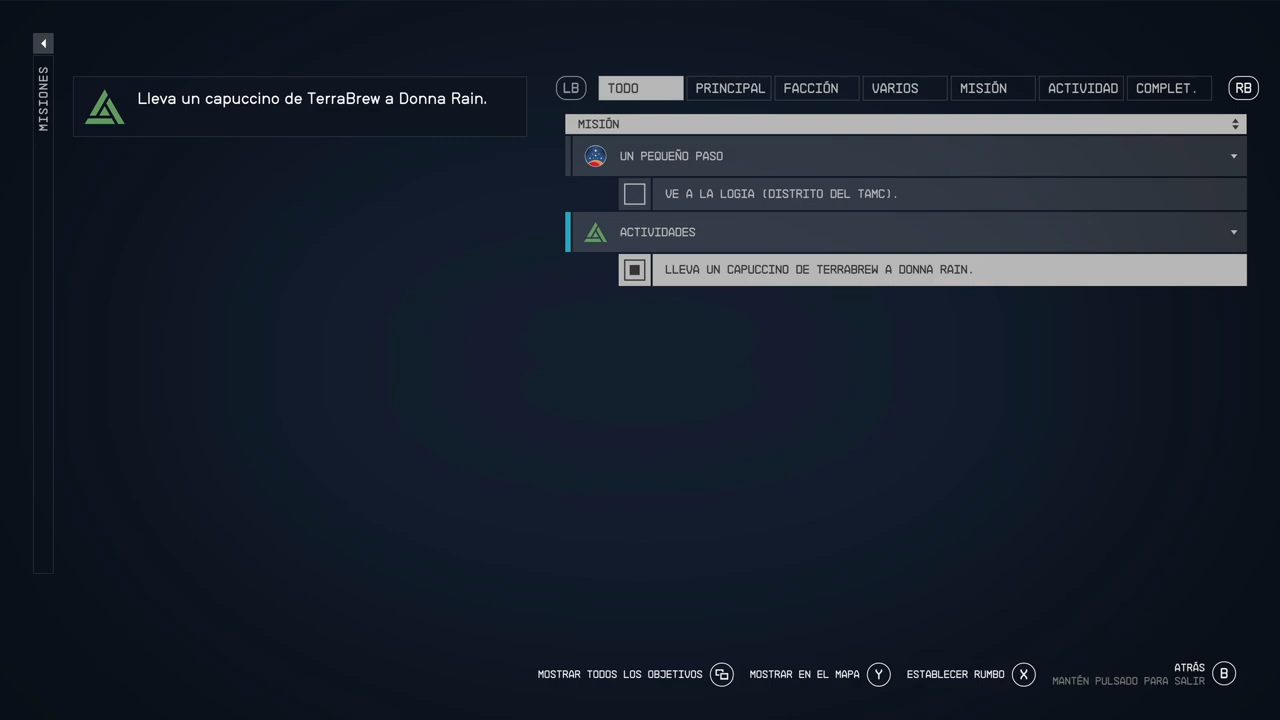 MISIONES
Lleva un capuccino de TerraBrew a Donna Rain.
LB TODO PRINCIPAL FACCIÓN VARIOS MISIÓN ACTIVIDAD COMPLET. RB
MISIÓN
UN PEQUEÑO PASO
VE A LA LOGIA (DISTRITO DEL TAMC).
ACTIVIDADES
LLEVA UN CAPUCCINO DE TERRABREW A DONNA RAIN.
MOSTRAR TODOS LOS OBJETIVOS MOSTRAR EN EL MAPA Y ESTABLECER RUMBO X ATRÁS B
MANTÉN PULSADO PARA SALIR